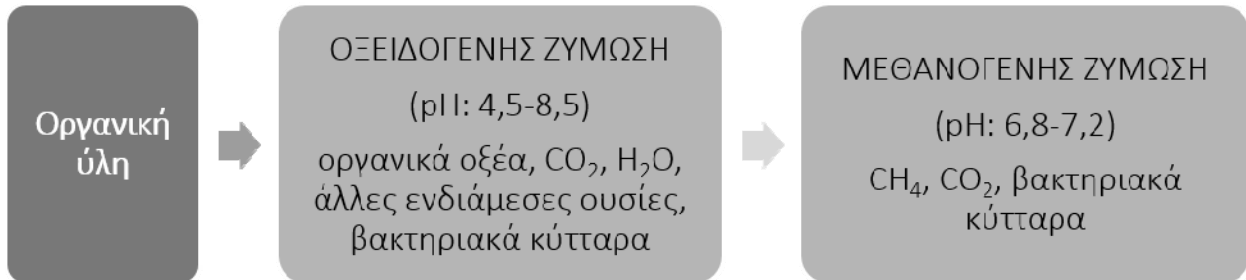 Οργανική
ύλη
ΟΞΕΙΔΟΓΕΝΗΣ ΖΥΜΩΣΗ
(pH: 4,5-8,5)
οργανικά οξέα, CO₂, H₂O,
άλλες ενδιάμεσες ουσίες,
βακτηριακά κύτταρα
ΜΕΘΑΝΟΓΕΝΗΣ ΖΥΜΩΣΗ
(pH: 6,8-7,2)
CH₄, CO₂, βακτηριακά
κύτταρα